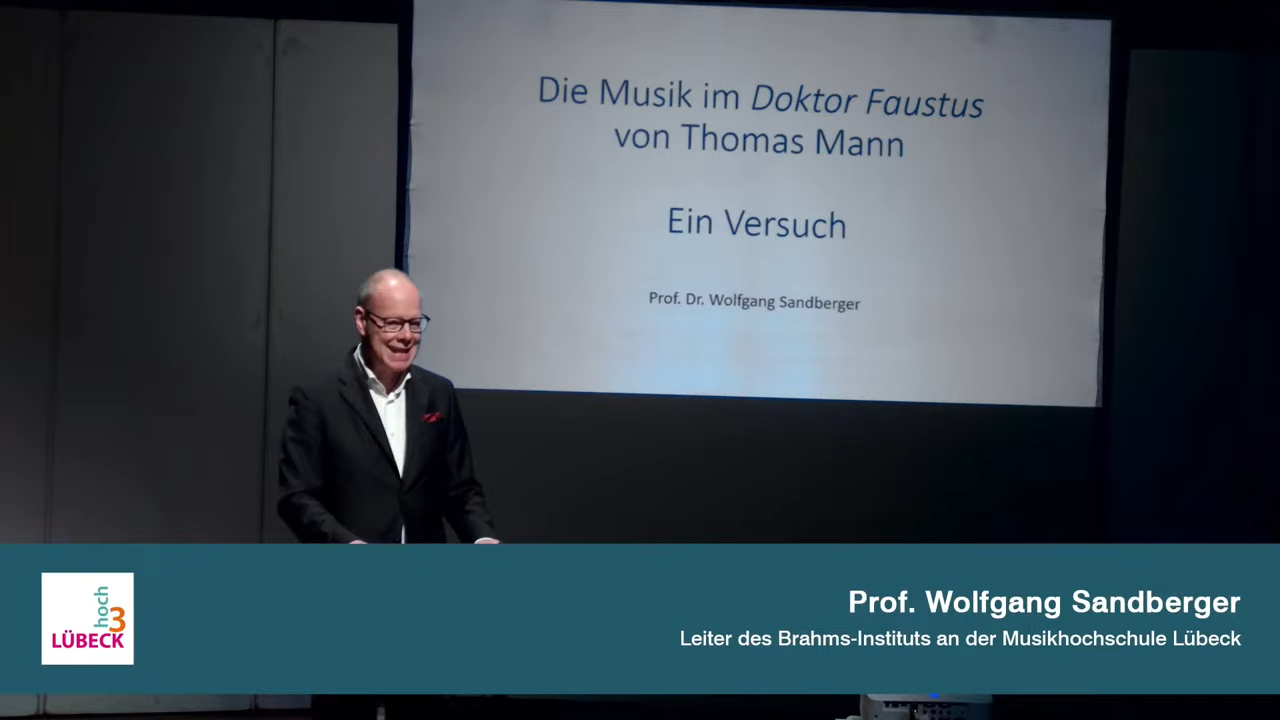 Die Musik im Doktor Faustus
von Thomas Mann
Ein Versuch
Prof. Dr. Wolfgang Sandberger
hoch
3
LÜBECK
Prof. Wolfgang Sandberger
Leiter des Brahms-Instituts an der Musikhochschule Lübeck